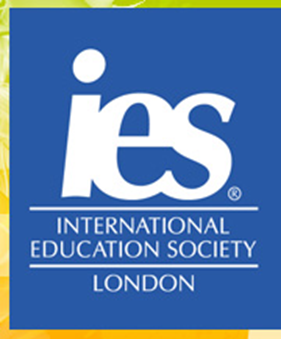 ies®
INTERNATIONAL
EDUCATION SOCIETY
LONDON